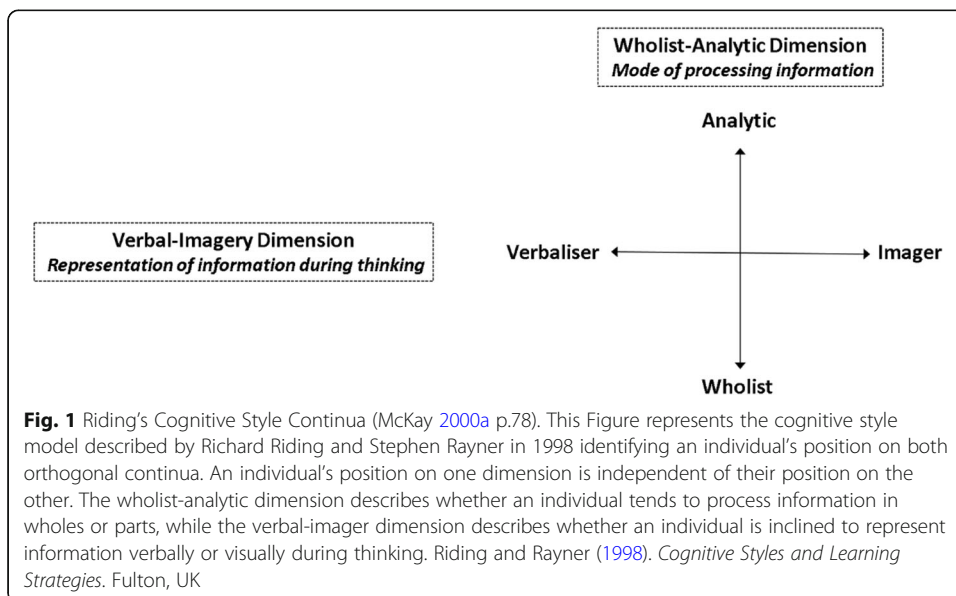 Wholist-Analytic Dimension
Mode of processing information
Analytic
Verbal-Imagery Dimension
Representation of information during thinking
Verbaliser
Imager
Wholist
Fig. 1 Riding's Cognitive Style Continua (McKay 2000a p.78). This Figure represents the cognitive style
model described by Richard Riding and Stephen Rayner in 1998 identifying an individual's position on both
orthogonal continua. An individual's position on one dimension is independent of their position on the
other. The wholist-analytic dimension describes whether an individual tends to process information in
wholes or parts, while the verbal-imager dimension describes whether an individual is inclined to represent
information verbally or visually during thinking. Riding and Rayner (1998). Cognitive Styles and Learning
Strategies. Fulton, UK